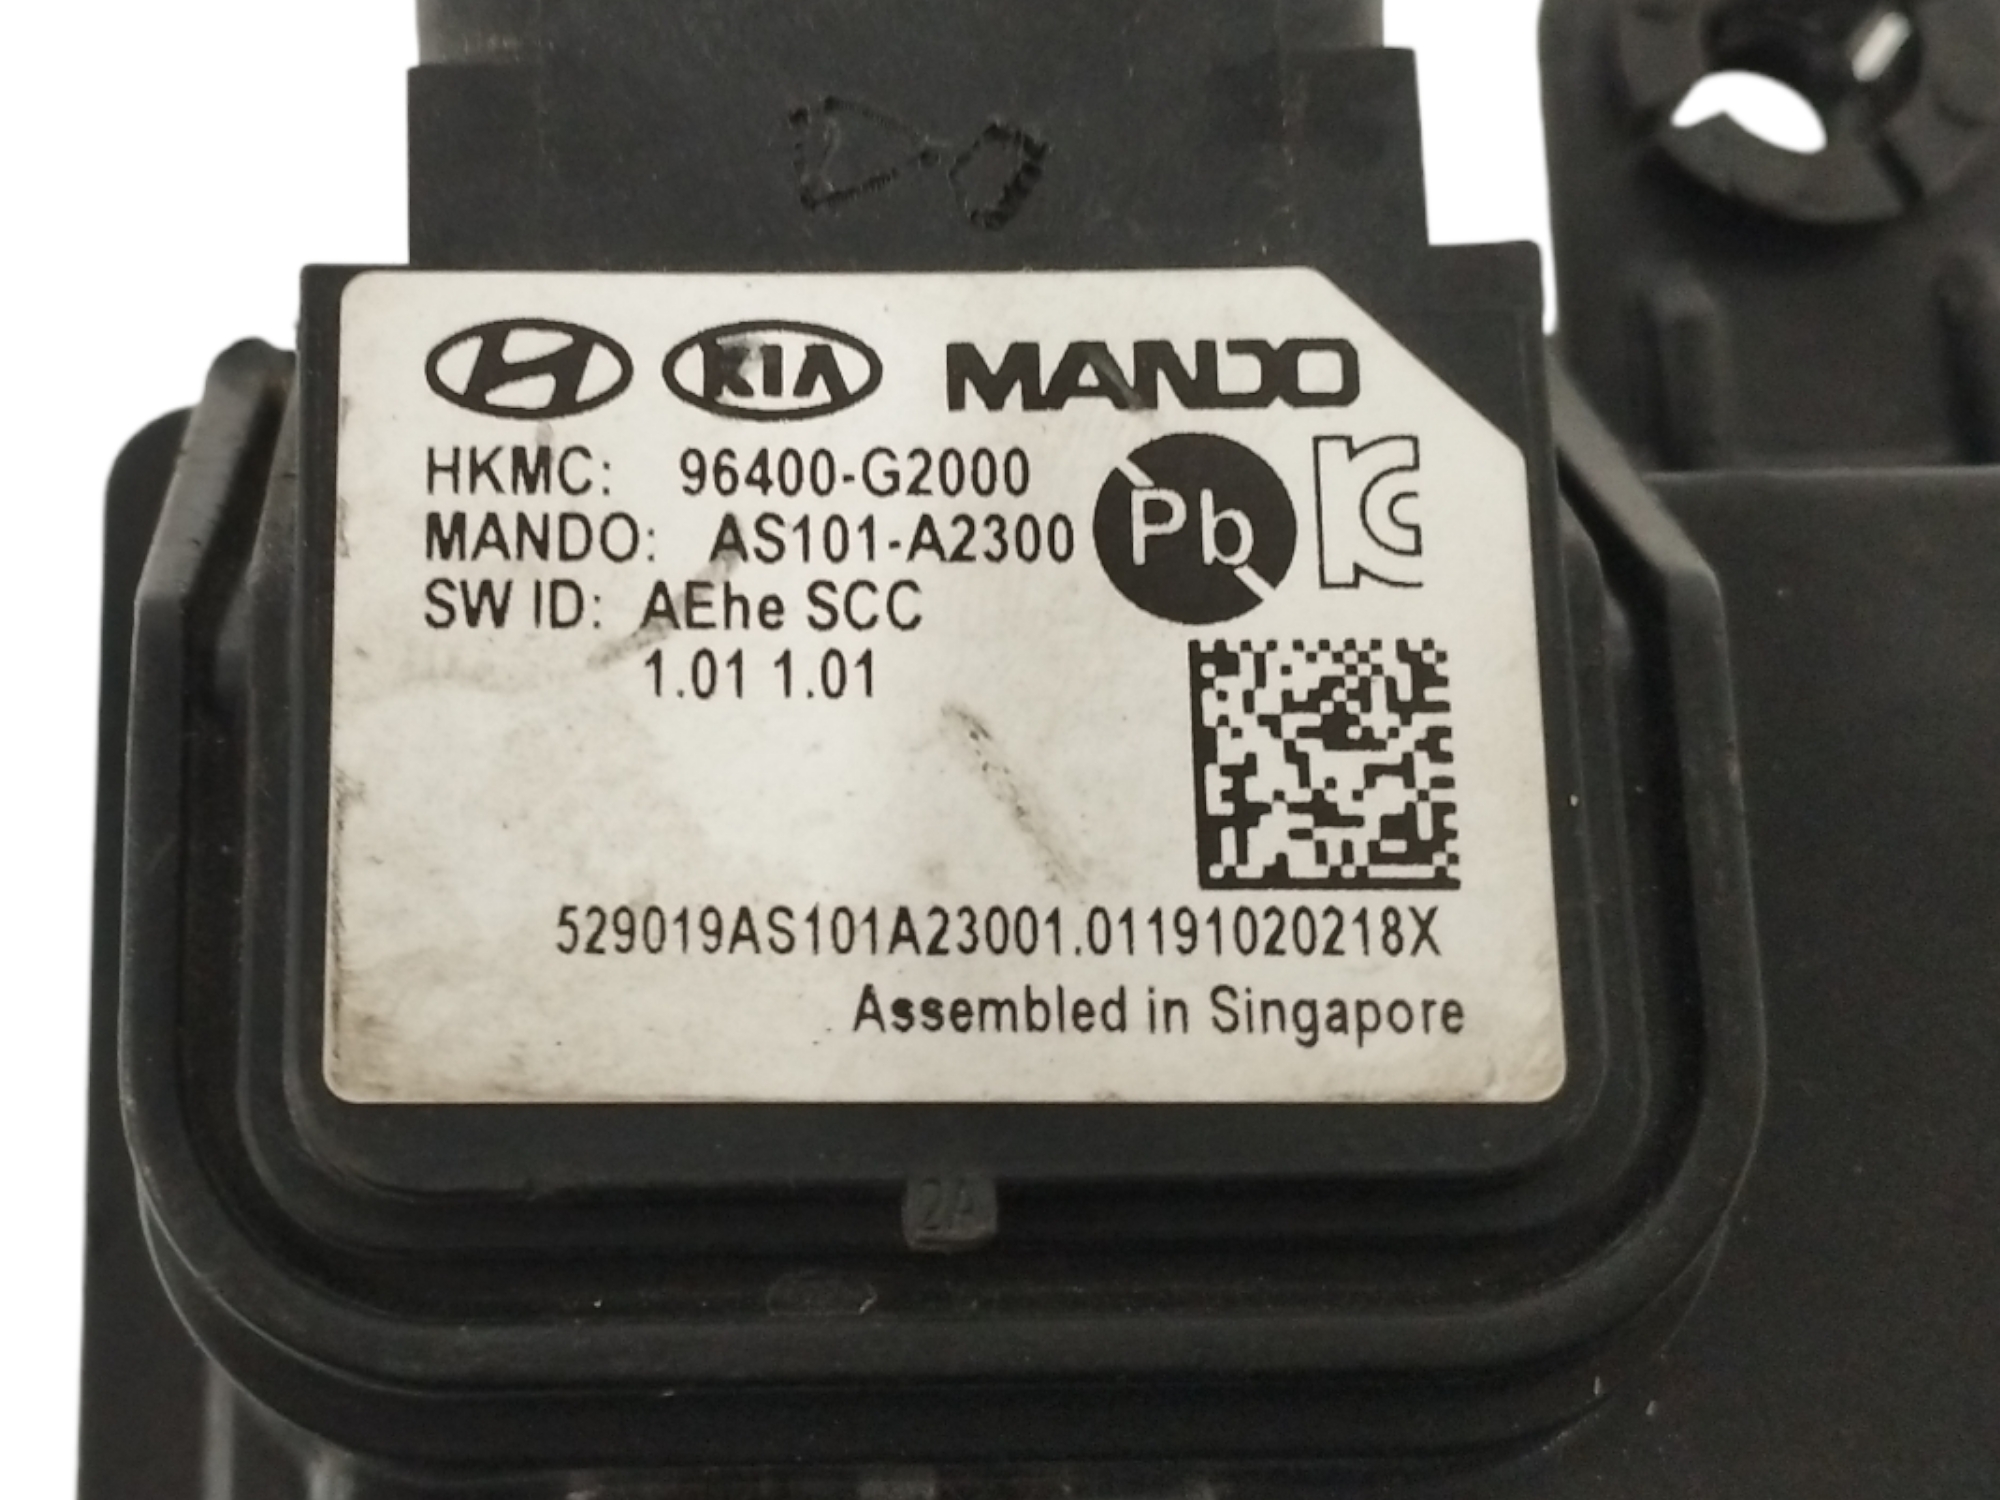 KIA MANDO
HKMC: 96400-G2000
MANDO: AS101-A2300
Pb
SW ID: AEhe SCC
1.01 1.01
529019AS101A23001.01191020218X
Assembled in Singapore
2A